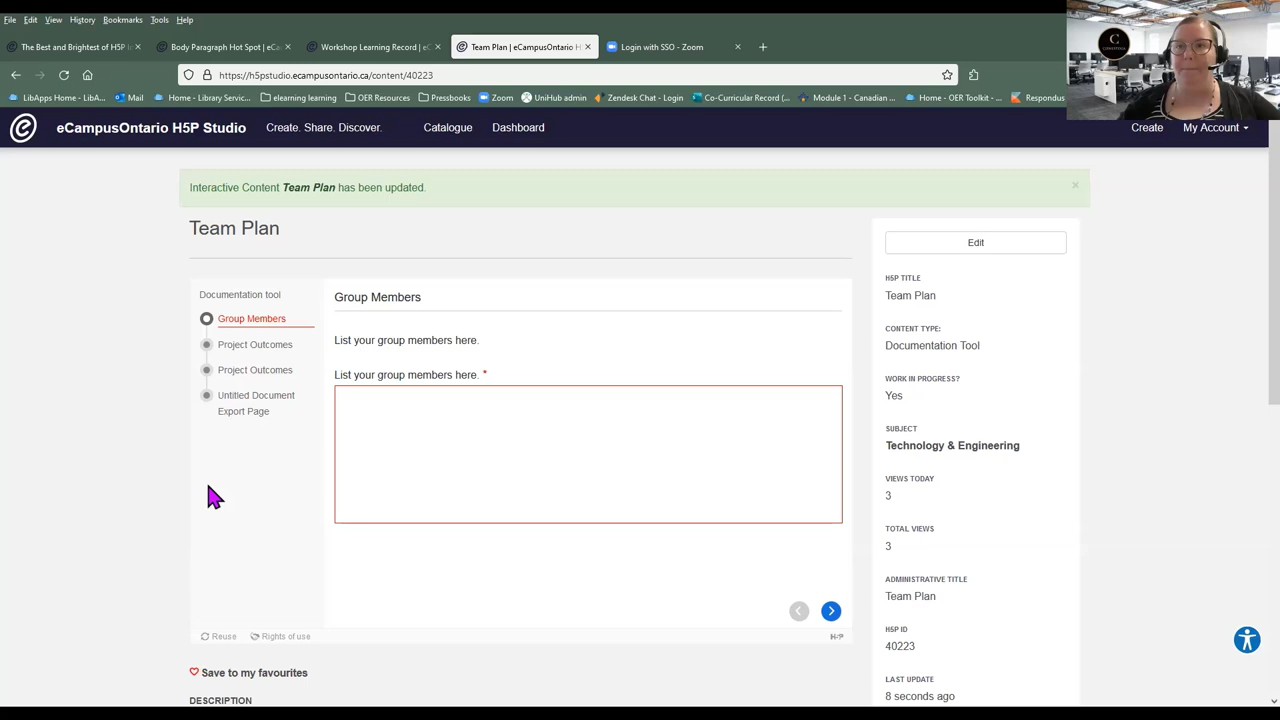 File Edit View History Bookmarks Tools Help
The Best and Brightest of H5P
Body Paragraph Hot Spot | eCa
Workshop Learning Record | eC
Team Plan | eCampusOntario H5
Login with SSO - Zoom
https://h5pstudio.ecampusontario.ca/content/40223
LibApps Home - LibA... Mail Home - Library Servic... elearning learning OER Resources Pressbooks Zoom UniHub admin Zendesk Chat - Login Co-Curricular Record (... Module 1 - Canadian ... Home - OER Toolkit - ... Respondus
eCampusOntario H5P Studio Create. Share. Discover. Catalogue Dashboard Create My Account
Interactive Content Team Plan has been updated. ×
Team Plan
Documentation tool
Group Members
Project Outcomes
Project Outcomes
Untitled Document
Export Page
Group Members
List your group members here.
List your group members here. *
Reuse Rights of use H5P
Save to my favourites
DESCRIPTION
Edit
H5P TITLE
Team Plan
CONTENT TYPE:
Documentation Tool
WORK IN PROGRESS?
Yes
SUBJECT
Technology & Engineering
VIEWS TODAY
3
TOTAL VIEWS
3
ADMINISTRATIVE TITLE
Team Plan
H5P ID
40223
LAST UPDATE
8 seconds ago